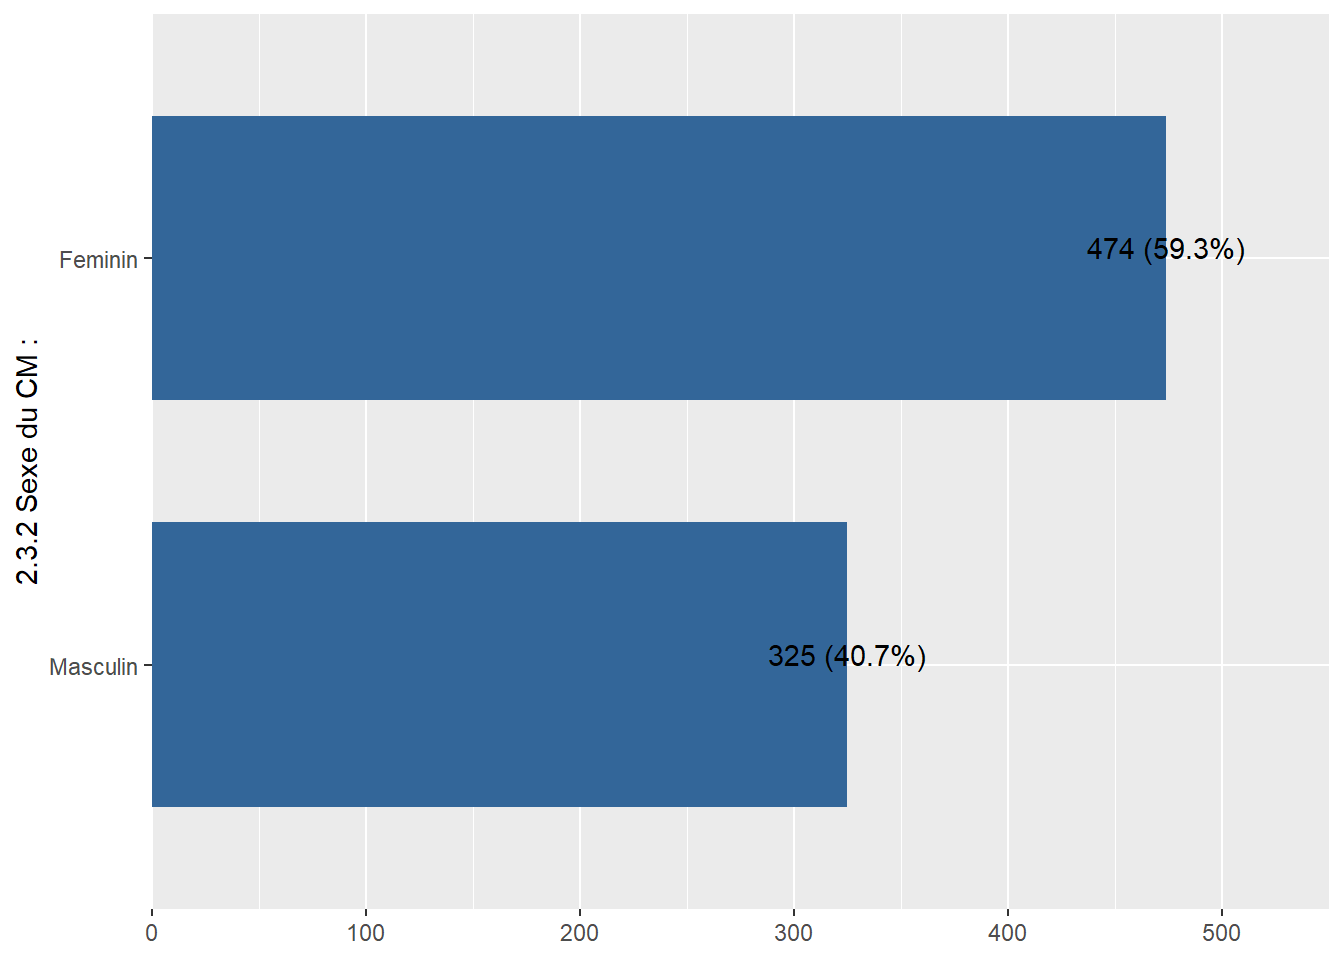 2.3.2 Sexe du CM :
Feminin
474 (59.3%)
Masculin
325 (40.7%)
0 100 200 300 400 500